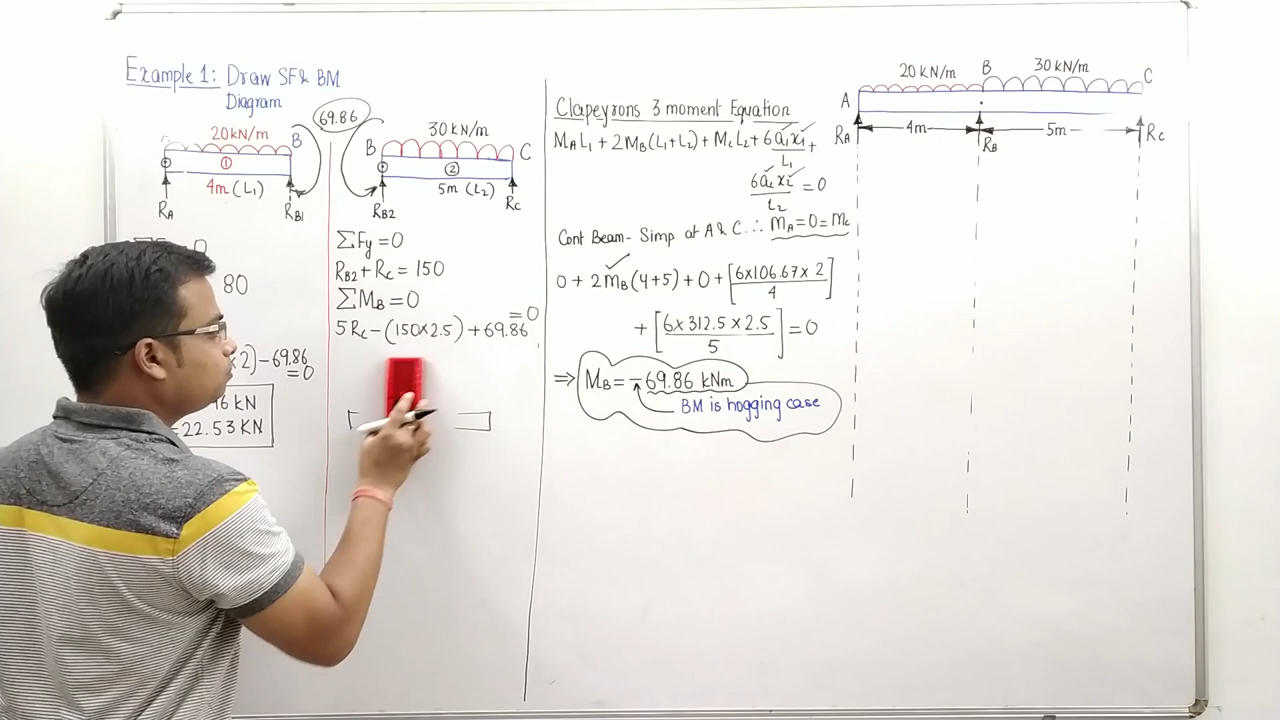 Example 1: Draw SF & BM
Diagram
69.86
20kN/m
B
①
4m (L₁)
R_A
R_B1
30 kN/m
B
C
②
5m (L₂)
R_B2
R_C
ΣFy = 0
R_B2 + R_C = 150
ΣM_B = 0
5R_C - (150×2.5) + 69.86 = 0
0
80
×2) - 69.86
= 0
46 kN
= 22.53 KN
Clapeyrons 3 moment Equation
M_A L₁ + 2M_B (L₁+L₂) + M_C L₂ + 6a₁x₁/L₁ +
6a₂x₂/L₂ = 0
Cont Beam - Simp at A & C. ∴ M_A = 0 = M_C
0 + 2M_B (4+5) + 0 + [6×106.67×2/4]
+ [6×312.5×2.5/5] = 0
⇒ M_B = -69.86 kNm
BM is hogging case
20 kN/m
B
30 kN/m
C
A
R_A
4m
R_B
5m
R_C